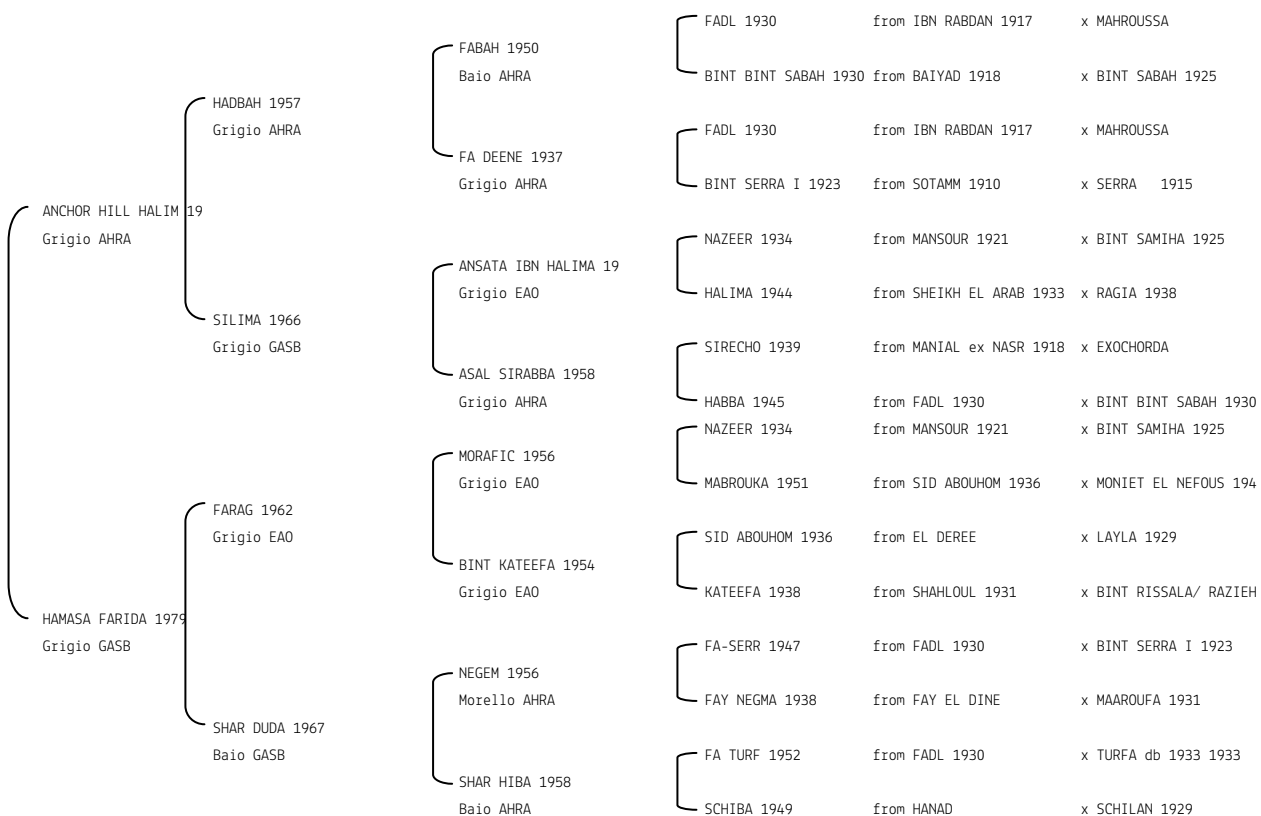 FADL 1930 from IBN RABDAN 1917 x MAHROUSSA
FABAH 1950
Baio AHRA
BINT BINT SABAH 1930 from BAIYAD 1918 x BINT SABAH 1925
HADBAH 1957
Grigio AHRA
FADL 1930 from IBN RABDAN 1917 x MAHROUSSA
FA DEENE 1937
Grigio AHRA
BINT SERRA I 1923 from SOTAMM 1910 x SERRA 1915
ANCHOR HILL HALIM 19
Grigio AHRA
NAZEER 1934 from MANSOUR 1921 x BINT SAMIHA 1925
ANSATA IBN HALIMA 19
Grigio EAO
HALIMA 1944 from SHEIKH EL ARAB 1933 x RAGIA 1938
SILIMA 1966
Grigio GASB
SIRECHO 1939 from MANIAL ex NASR 1918 x EXOCHORDA
ASAL SIRABBA 1958
Grigio AHRA
HABBA 1945 from FADL 1930 x BINT BINT SABAH 1930
NAZEER 1934 from MANSOUR 1921 x BINT SAMIHA 1925
MORAFIC 1956
Grigio EAO
MABROUKA 1951 from SID ABOUHOM 1936 x MONIET EL NEFOUS 194
FARAG 1962
Grigio EAO
SID ABOUHOM 1936 from EL DEREE x LAYLA 1929
BINT KATEEFA 1954
Grigio EAO
KATEEFA 1938 from SHAHLOUL 1931 x BINT RISSALA/ RAZIEH
HAMASA FARIDA 1979
Grigio GASB
FA-SERR 1947 from FADL 1930 x BINT SERRA I 1923
NEGEM 1956
Morello AHRA
FAY NEGMA 1938 from FAY EL DINE x MAAROUFA 1931
SHAR DUDA 1967
Baio GASB
FA TURF 1952 from FADL 1930 x TURFA db 1933 1933
SHAR HIBA 1958
Baio AHRA
SCHIBA 1949 from HANAD x SCHILAN 1929